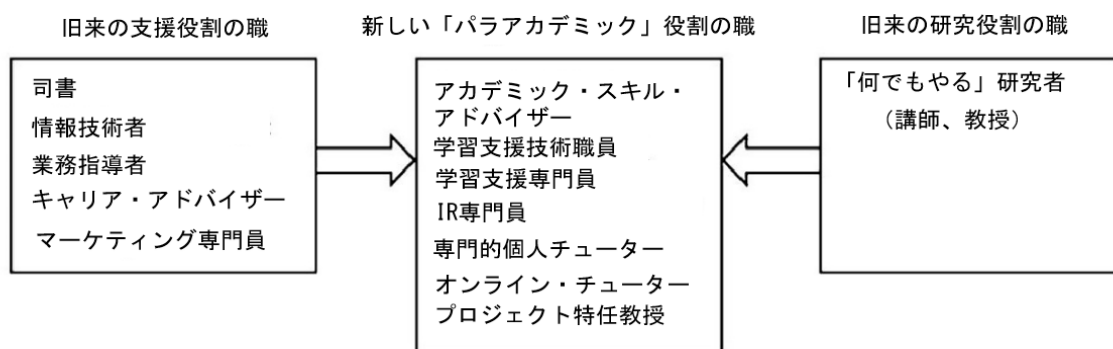 旧来の支援役割の職
新しい「パラアカデミック」役割の職
旧来の研究役割の職
司書
情報技術者
業務指導者
キャリア・アドバイザー
マーケティング専門員
アカデミック・スキル・
アドバイザー
学習支援技術職員
学習支援専門員
IR専門員
専門的個人チューター
オンライン・チューター
プロジェクト特任教授
「何でもやる」研究者
（講師、教授）